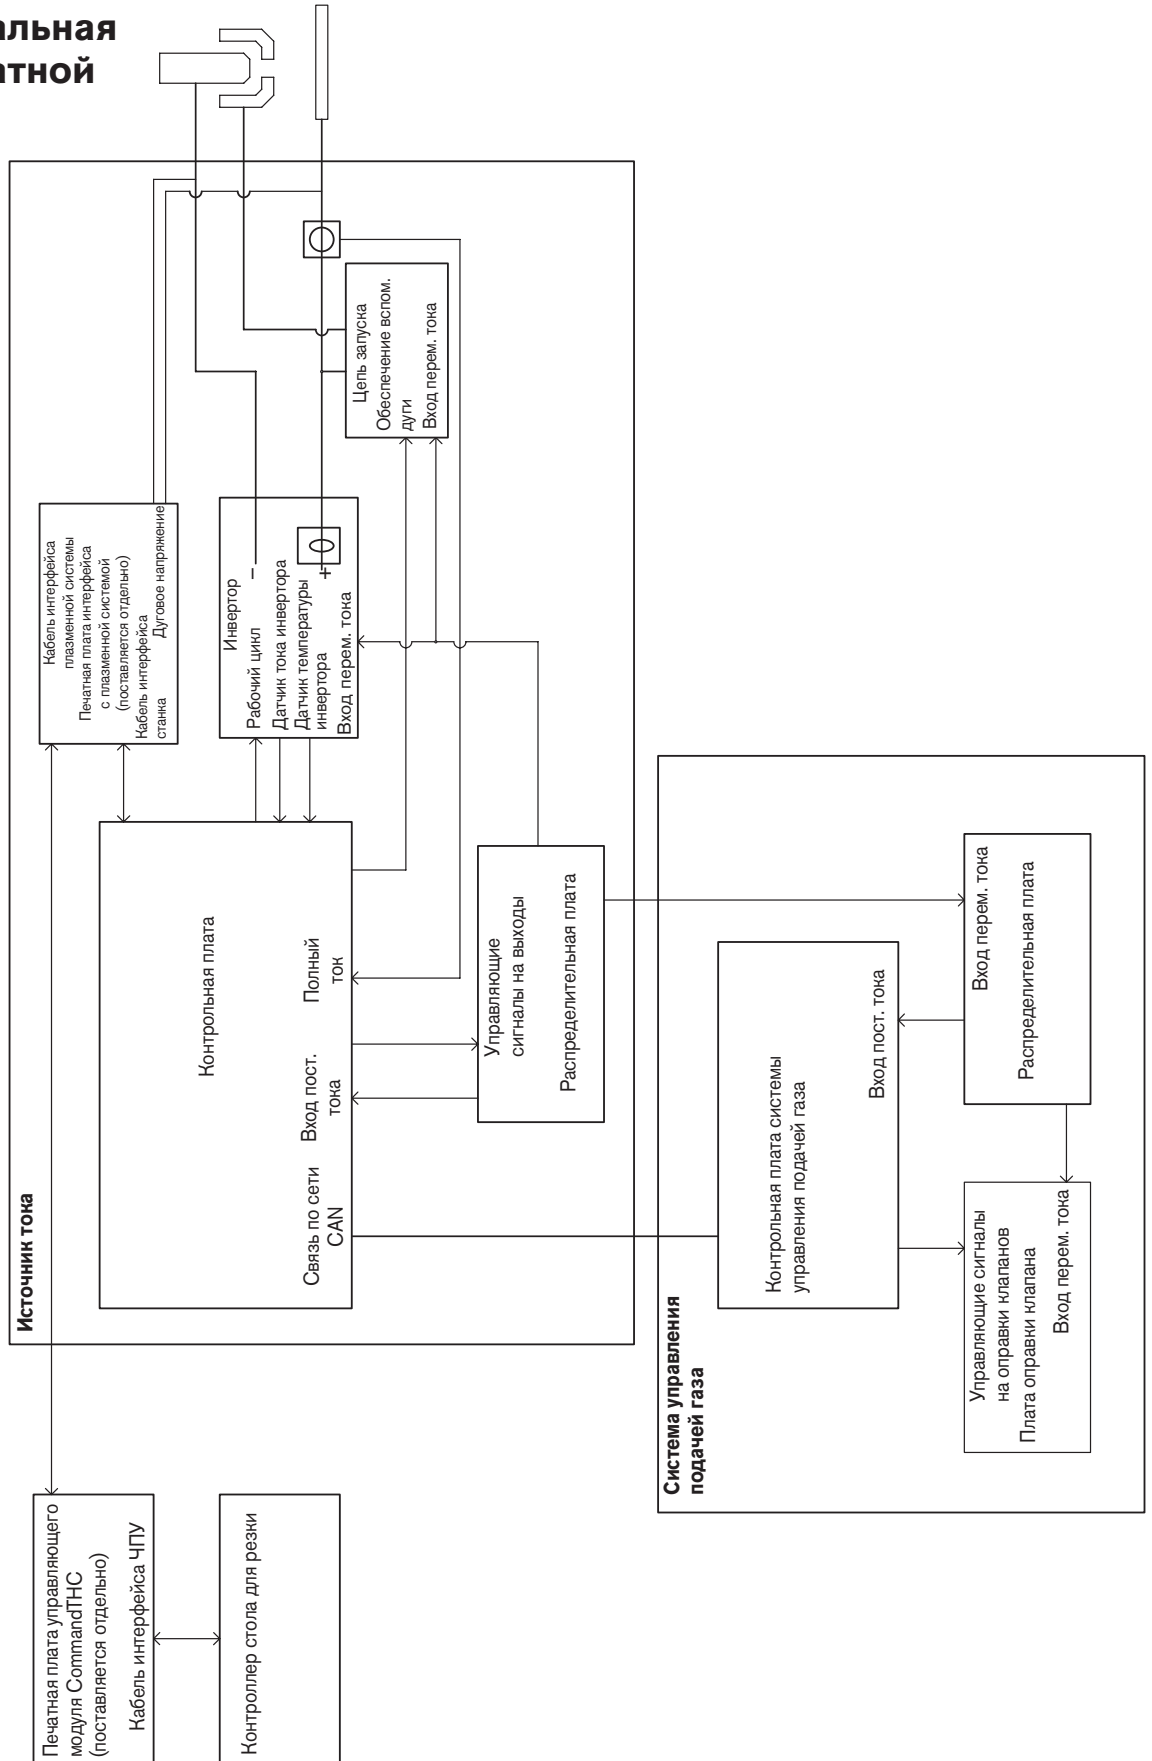 альная
атной
Источник тока
Кабель интерфейса
плазменной системы
Печатная плата интерфейса
с плазменной системой
(поставляется отдельно)
Кабель интерфейса
станка
Дуговое напряжение
Инвертор
Рабочий цикл
−
Датчик тока инвертора
Датчик температуры
инвертора
+
Вход перем. тока
Цепь запуска
Обеспечение вспом.
дуги
Вход перем. тока
Контрольная плата
Связь по сети
CAN
Вход пост.
тока
Полный
ток
Управляющие
сигналы на выходы
Распределительная плата
Печатная плата управляющего
модуля CommandTHC
(поставляется отдельно)
Кабель интерфейса ЧПУ
Контроллер стола для резки
Система управления
подачей газа
Контрольная плата системы
управления подачей газа
Вход пост. тока
Вход перем. тока
Распределительная плата
Управляющие сигналы
на оправки клапанов
Плата оправки клапана
Вход перем. тока